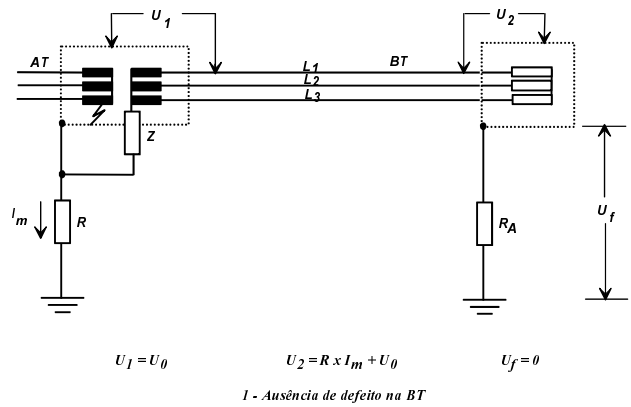 U1
U2
AT
L1
BT
L2
L3
Z
Im
R
RA
Uf
U1 = U0
U2 = R x Im + U0
Uf = 0
1 - Ausência de defeito na BT